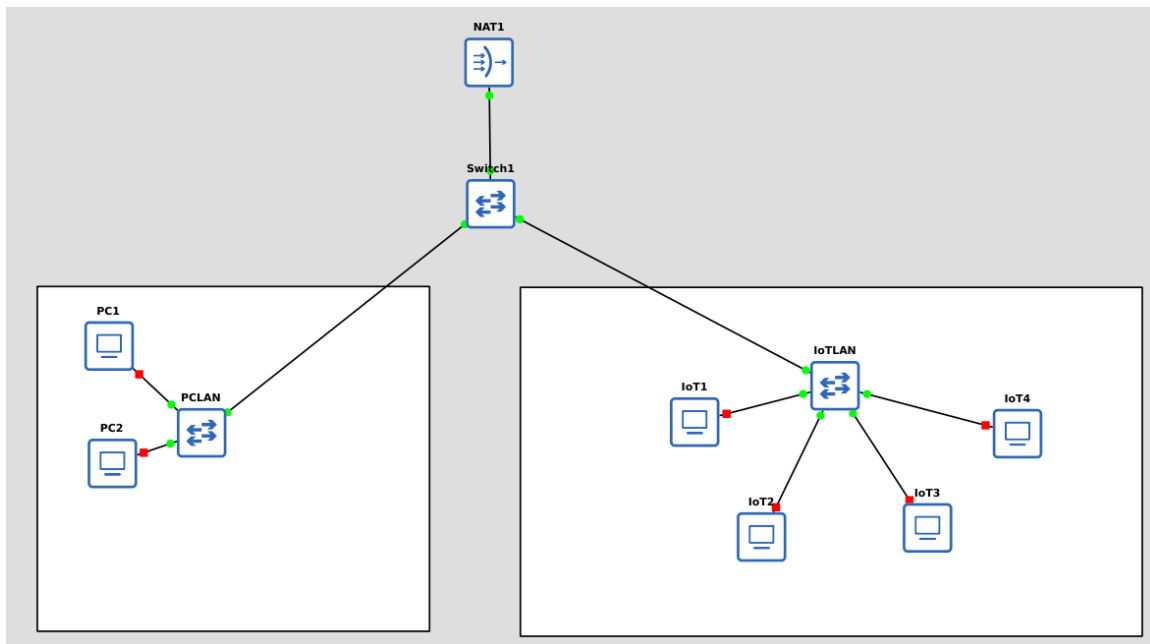 NAT1
Switch1
PC1
PCLAN
PC2
IoTLAN
IoT1
IoT4
IoT2
IoT3